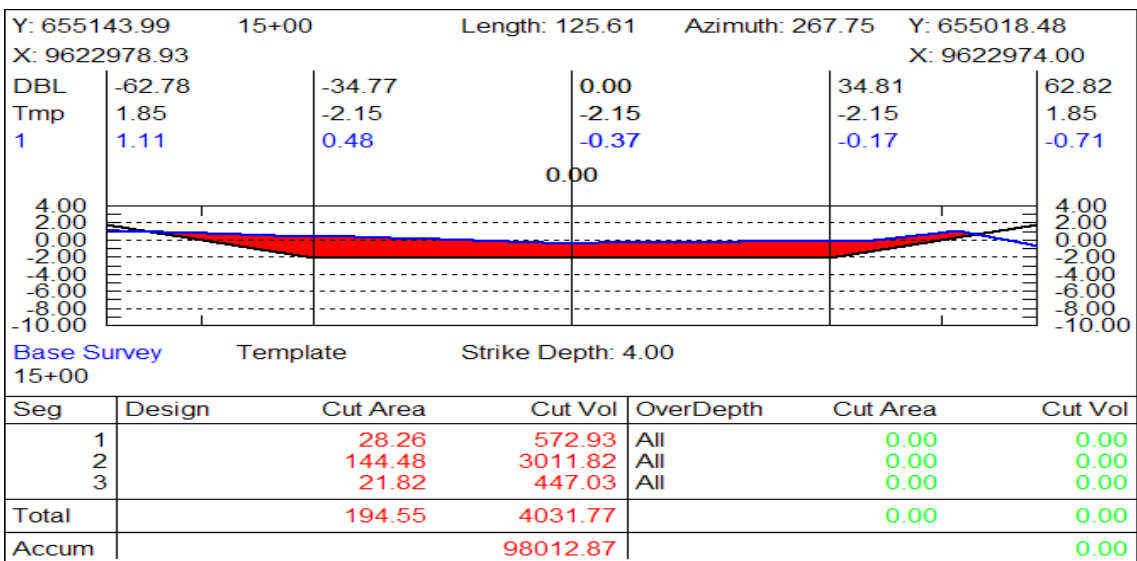 Y: 655143.99 15+00 Length: 125.61 Azimuth: 267.75 Y: 655018.48
X: 9622978.93 X: 9622974.00
DBL -62.78 -34.77 0.00 34.81 62.82
Tmp 1.85 -2.15 -2.15 -2.15 1.85
1 1.11 0.48 -0.37 -0.17 -0.71
0.00
4.00 4.00
2.00 2.00
0.00 0.00
-2.00 -2.00
-4.00 -4.00
-6.00 -6.00
-8.00 -8.00
-10.00 -10.00
Base Survey Template Strike Depth: 4.00
15+00
Seg Design Cut Area Cut Vol OverDepth Cut Area Cut Vol
1 28.26 572.93 All 0.00 0.00
2 144.48 3011.82 All 0.00 0.00
3 21.82 447.03 All 0.00 0.00
Total 194.55 4031.77 0.00 0.00
Accum 98012.87 0.00